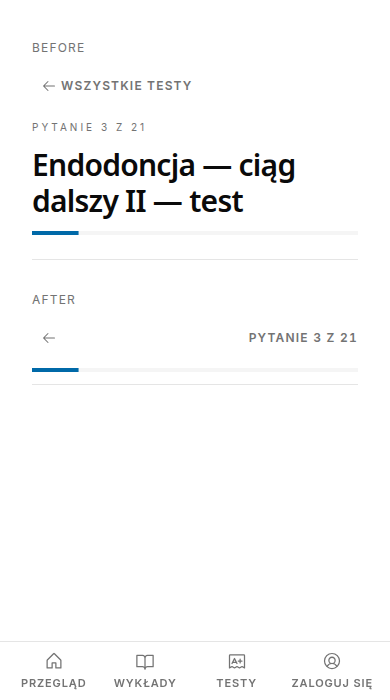 BEFORE
← WSZYSTKIE TESTY
PYTANIE 3 Z 21
Endodoncja — ciąg
dalszy II — test
AFTER
← PYTANIE 3 Z 21
PRZEGLĄD WYKŁADY TESTY ZALOGUJ SIĘ